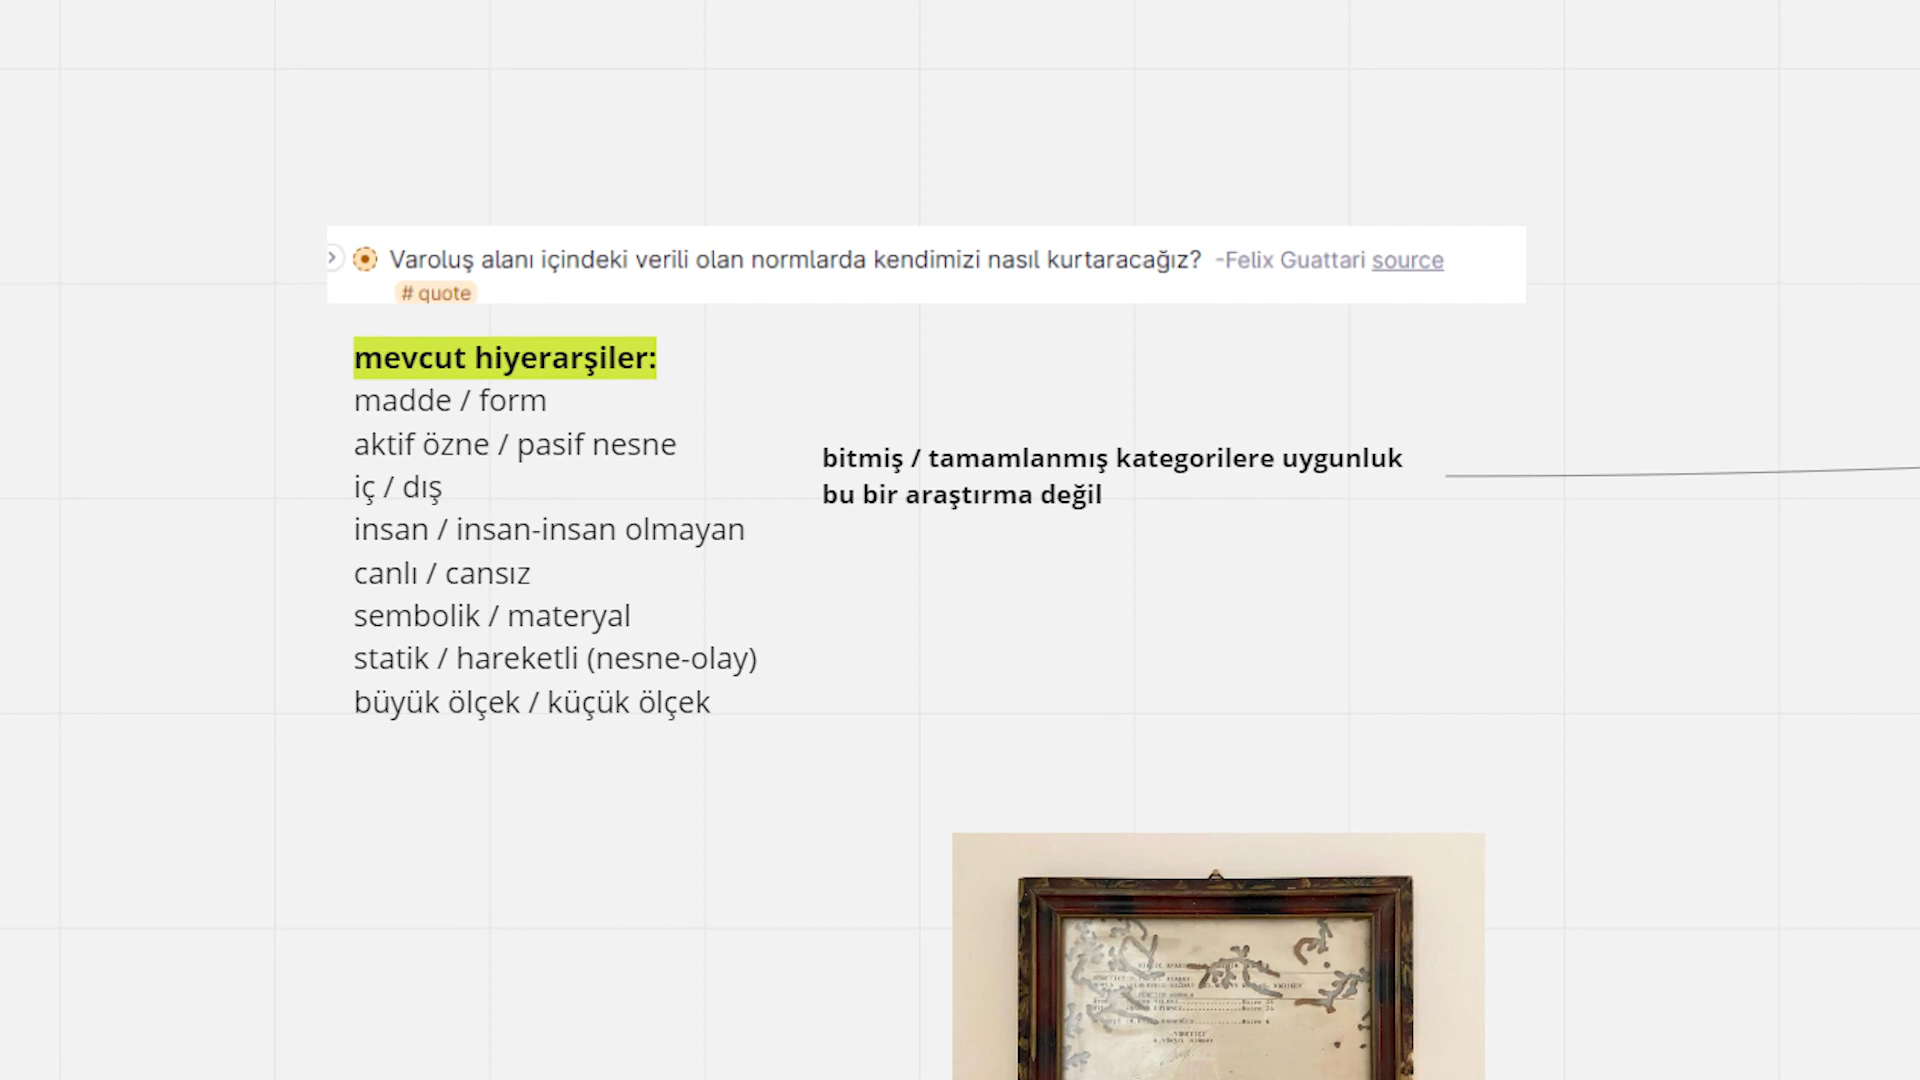 Varoluş alanı içindeki verili olan normlarda kendimizi nasıl kurtaracağız? -Felix Guattari source
# quote
mevcut hiyerarşiler:
madde / form
aktif özne / pasif nesne
iç / dış
insan / insan-insan olmayan
canlı / cansız
sembolik / materyal
statik / hareketli (nesne-olay)
büyük ölçek / küçük ölçek
bitmiş / tamamlanmış kategorilere uygunluk
bu bir araştırma değil